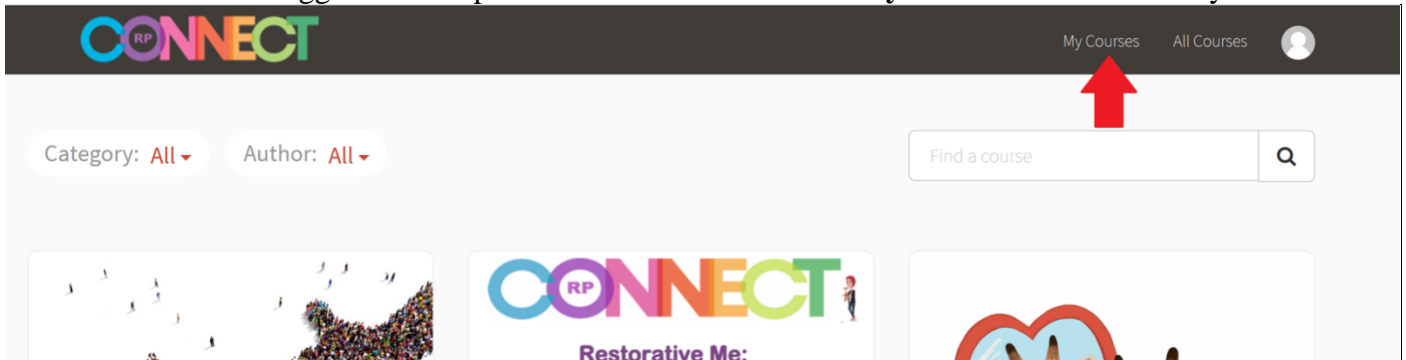 CONNECT RP
My Courses All Courses
Category: All Author: All
Find a course
CONNECT RP
Restorative Me: